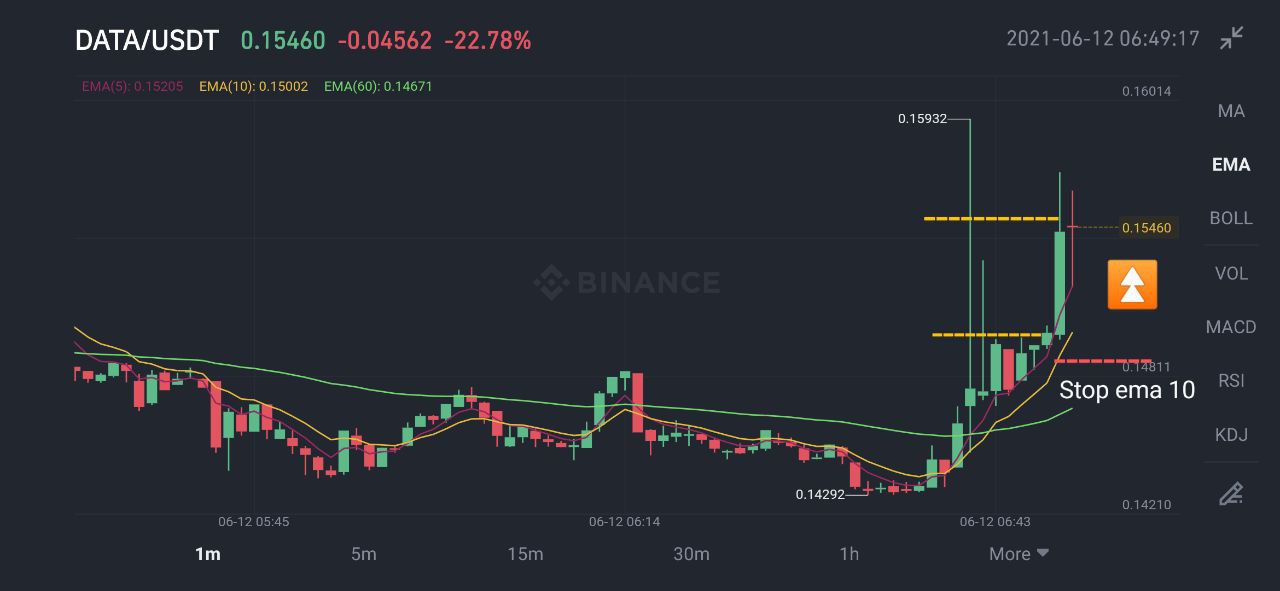 DATA/USDT 0.15460 -0.04562 -22.78% 2021-06-12 06:49:17
EMA(5): 0.15205 EMA(10): 0.15002 EMA(60): 0.14671
0.16014
MA
0.15932
EMA
BOLL
0.15460
VOL
BINANCE
MACD
0.14811
RSI
Stop ema 10
KDJ
0.14292
0.14210
06-12 05:45 06-12 06:14 06-12 06:43
1m 5m 15m 30m 1h More